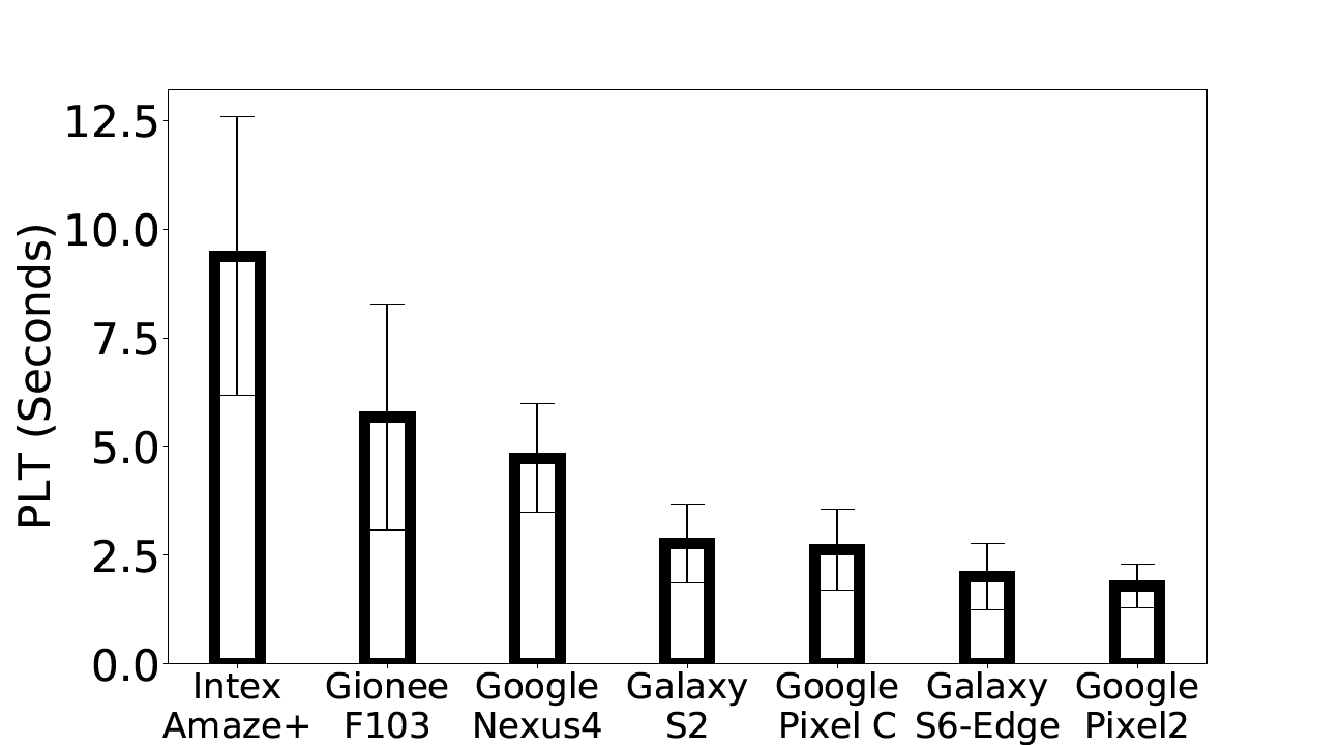 PLT (Seconds)
12.5
10.0
7.5
5.0
2.5
0.0
Intex Amaze+
Gionee F103
Google Nexus4
Galaxy S2
Google Pixel C
Galaxy S6-Edge
Google Pixel2